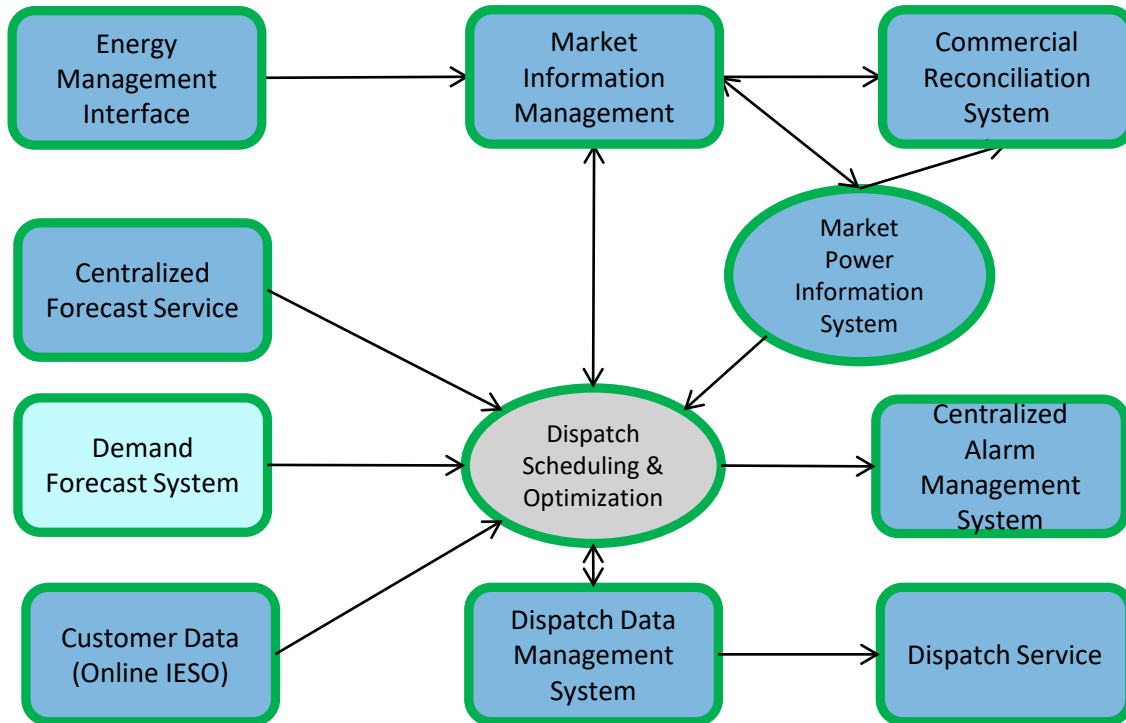 Energy
Management
Interface
Market
Information
Management
Commercial
Reconciliation
System
Market
Power
Information
System
Centralized
Forecast Service
Demand
Forecast System
Dispatch
Scheduling &
Optimization
Centralized
Alarm
Management
System
Customer Data
(Online IESO)
Dispatch Data
Management
System
Dispatch Service